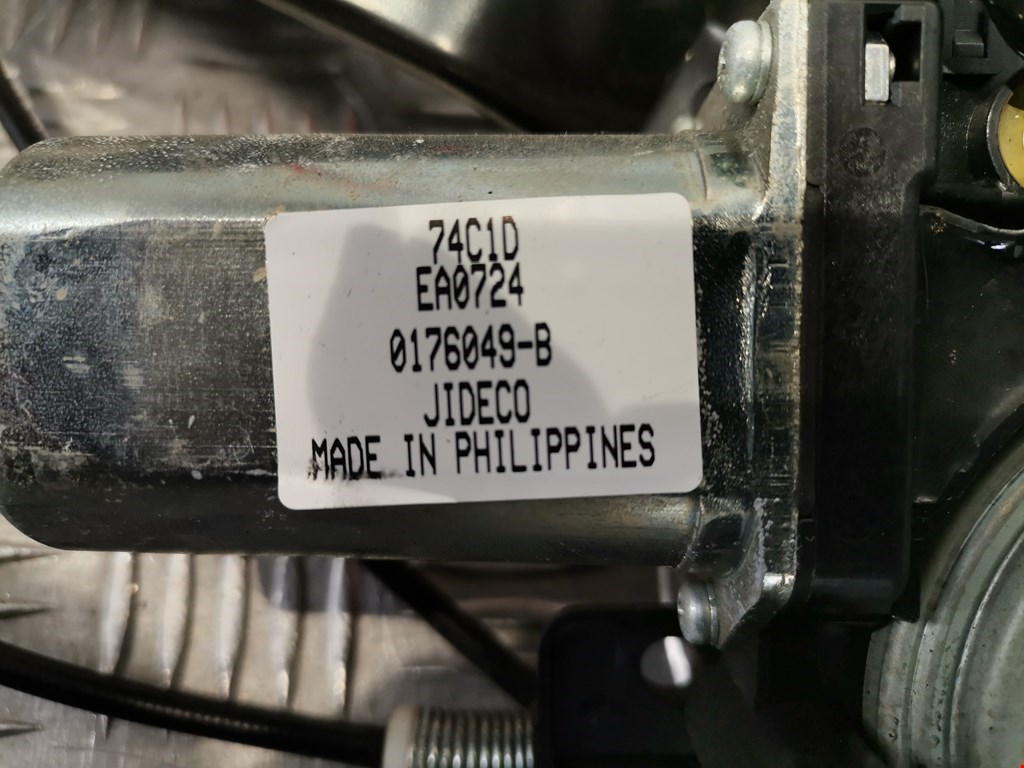 74C1D
EA0724
0176049-B
JIDECO
MADE IN PHILIPPINES